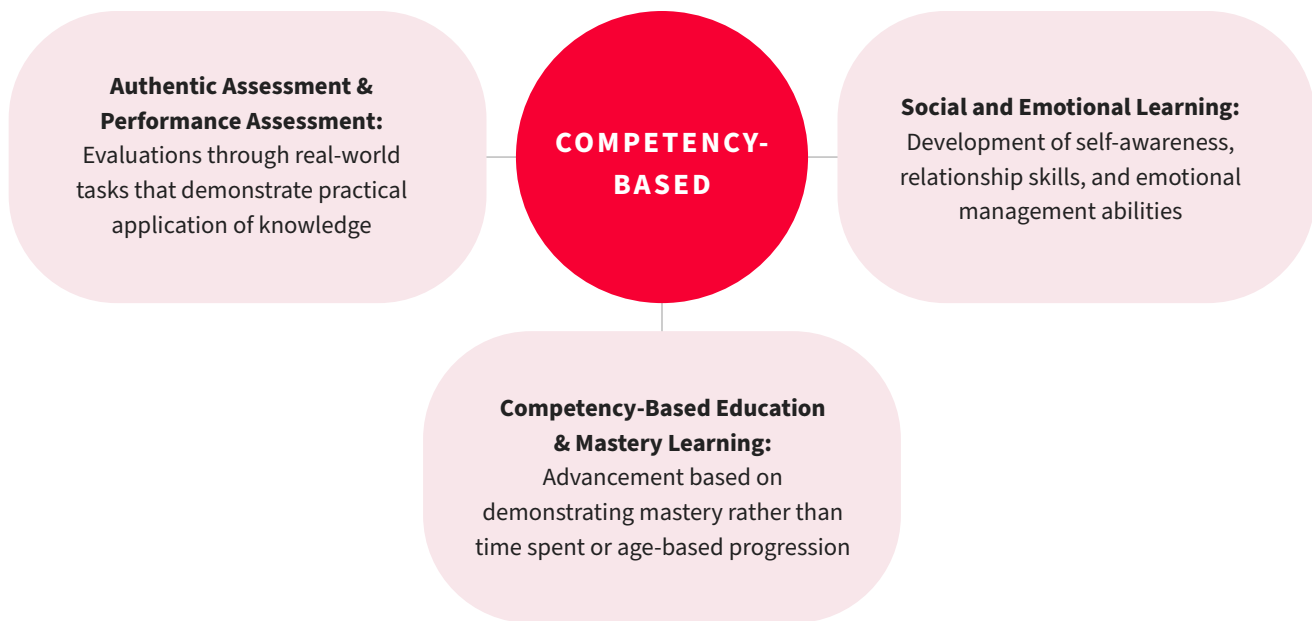 Authentic Assessment &
Performance Assessment:
Evaluations through real-world
tasks that demonstrate practical
application of knowledge
COMPETENCY-
BASED
Social and Emotional Learning:
Development of self-awareness,
relationship skills, and emotional
management abilities
Competency-Based Education
& Mastery Learning:
Advancement based on
demonstrating mastery rather than
time spent or age-based progression